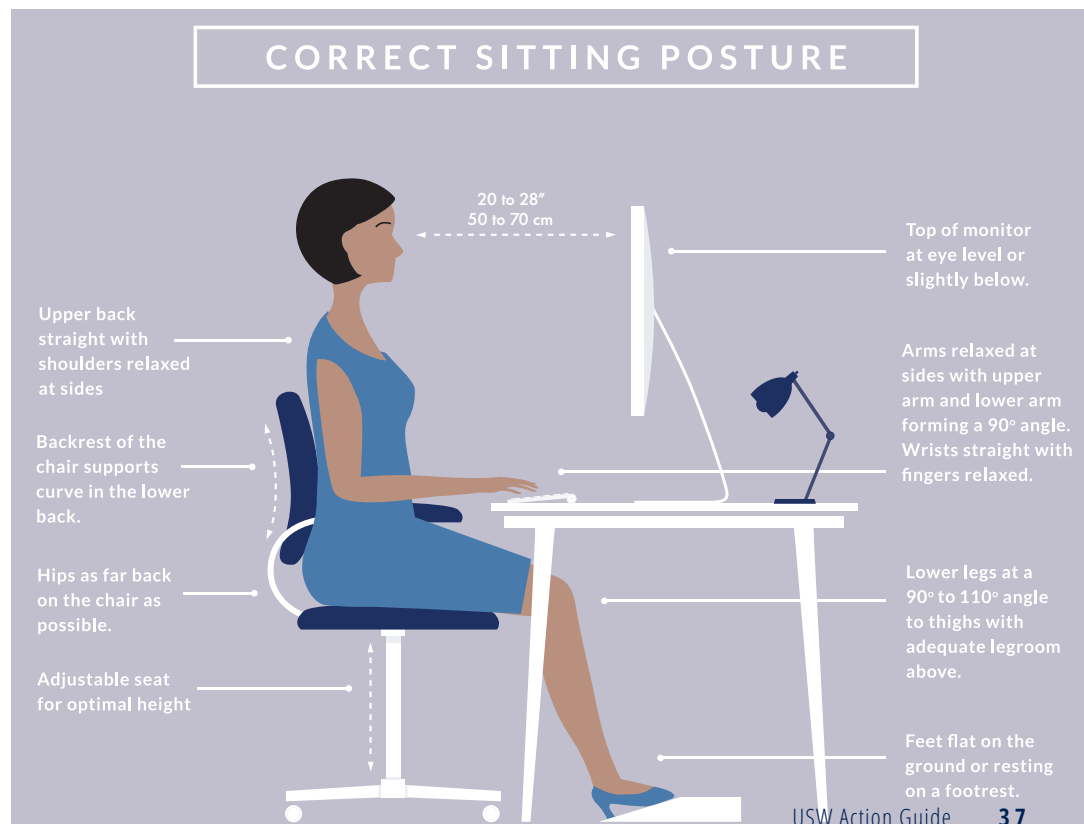 CORRECT SITTING POSTURE
20 to 28”
50 to 70 cm
Upper back
straight with
shoulders relaxed
at sides
Backrest of the
chair supports
curve in the lower
back.
Hips as far back
on the chair as
possible.
Adjustable seat
for optimal height
Top of monitor
at eye level or
slightly below.
Arms relaxed at
sides with upper
arm and lower arm
forming a 90° angle.
Wrists straight with
fingers relaxed.
Lower legs at a
90° to 110° angle
to thighs with
adequate legroom
above.
Feet flat on the
ground or resting
on a footrest.
USW Action Guide 37